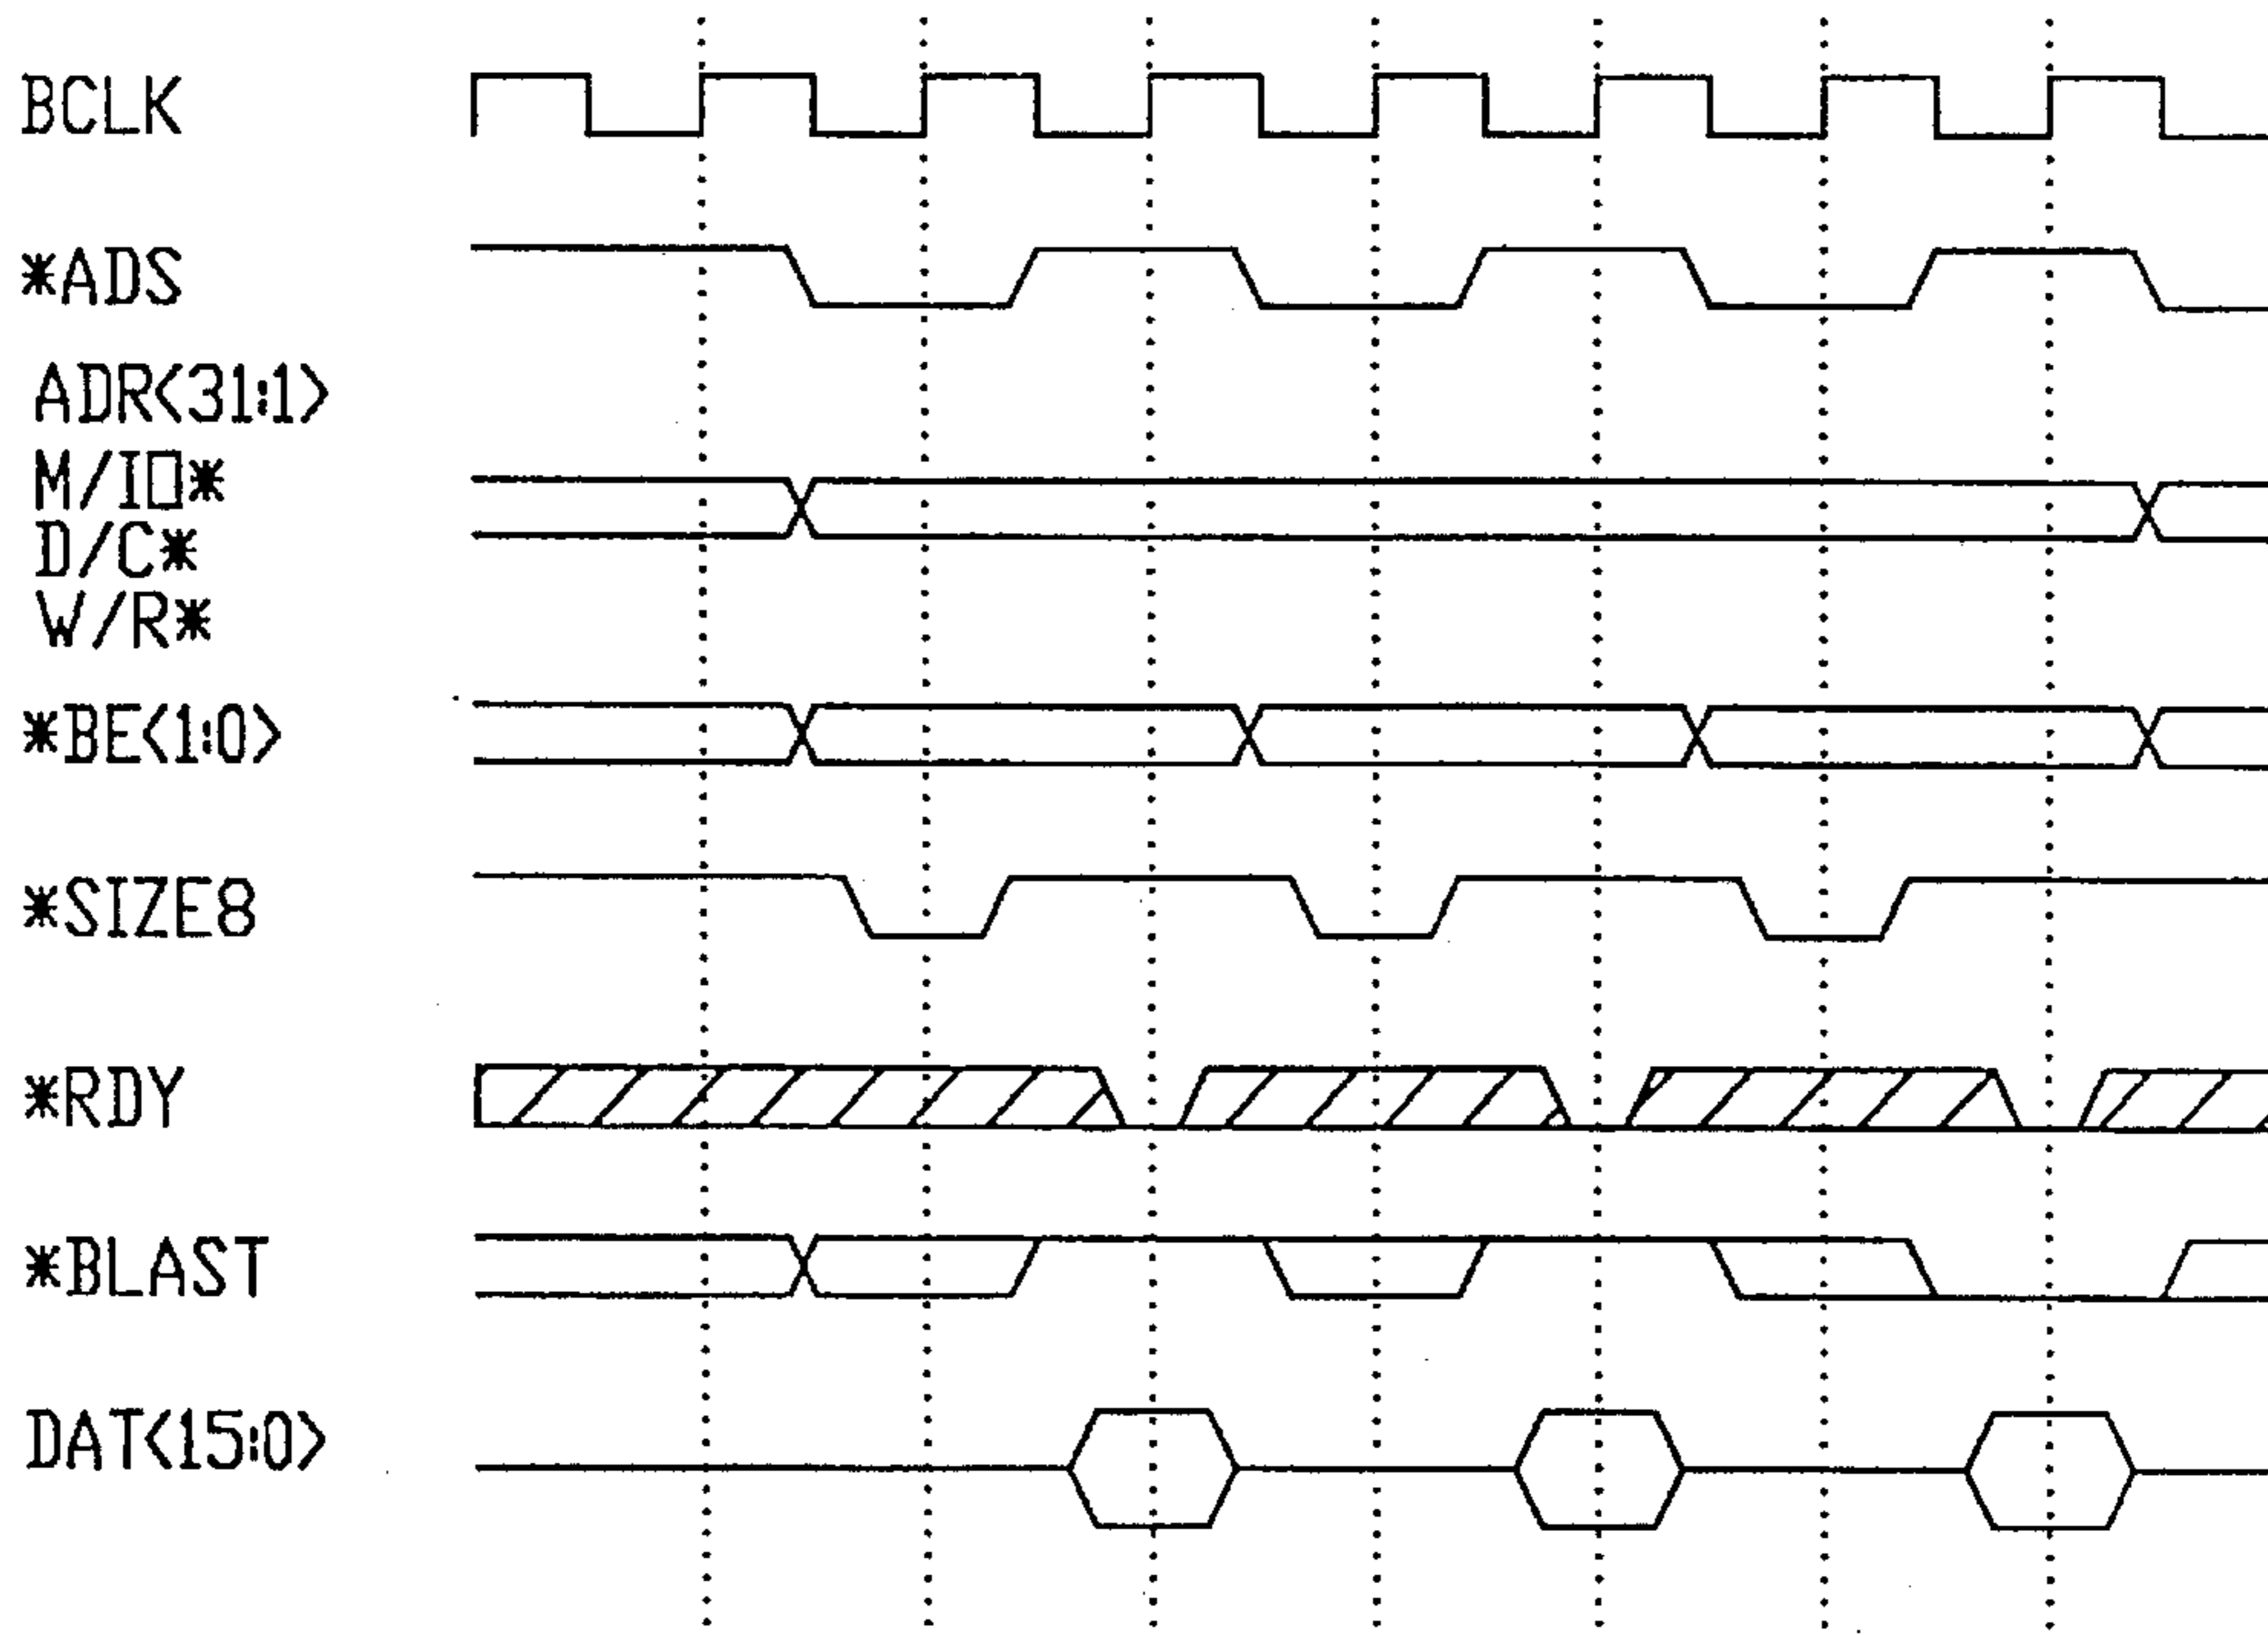 BCLK
*ADS
ADR<31:1>
M/IO*
D/C*
W/R*
*BE<1:0>
*SIZE8
*RDY
*BLAST
DAT<15:0>